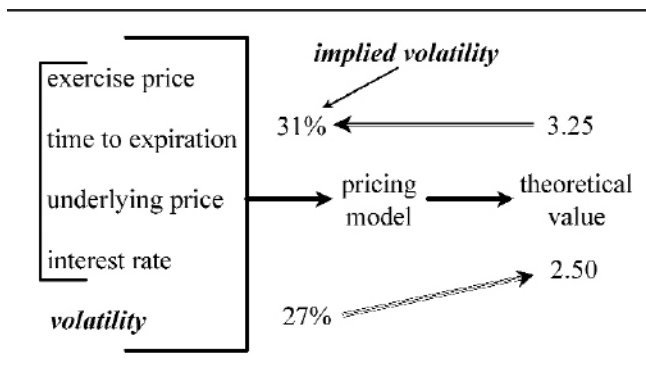 implied volatility
exercise price
31%
3.25
time to expiration
underlying price
pricing
model
theoretical
value
interest rate
2.50
volatility
27%